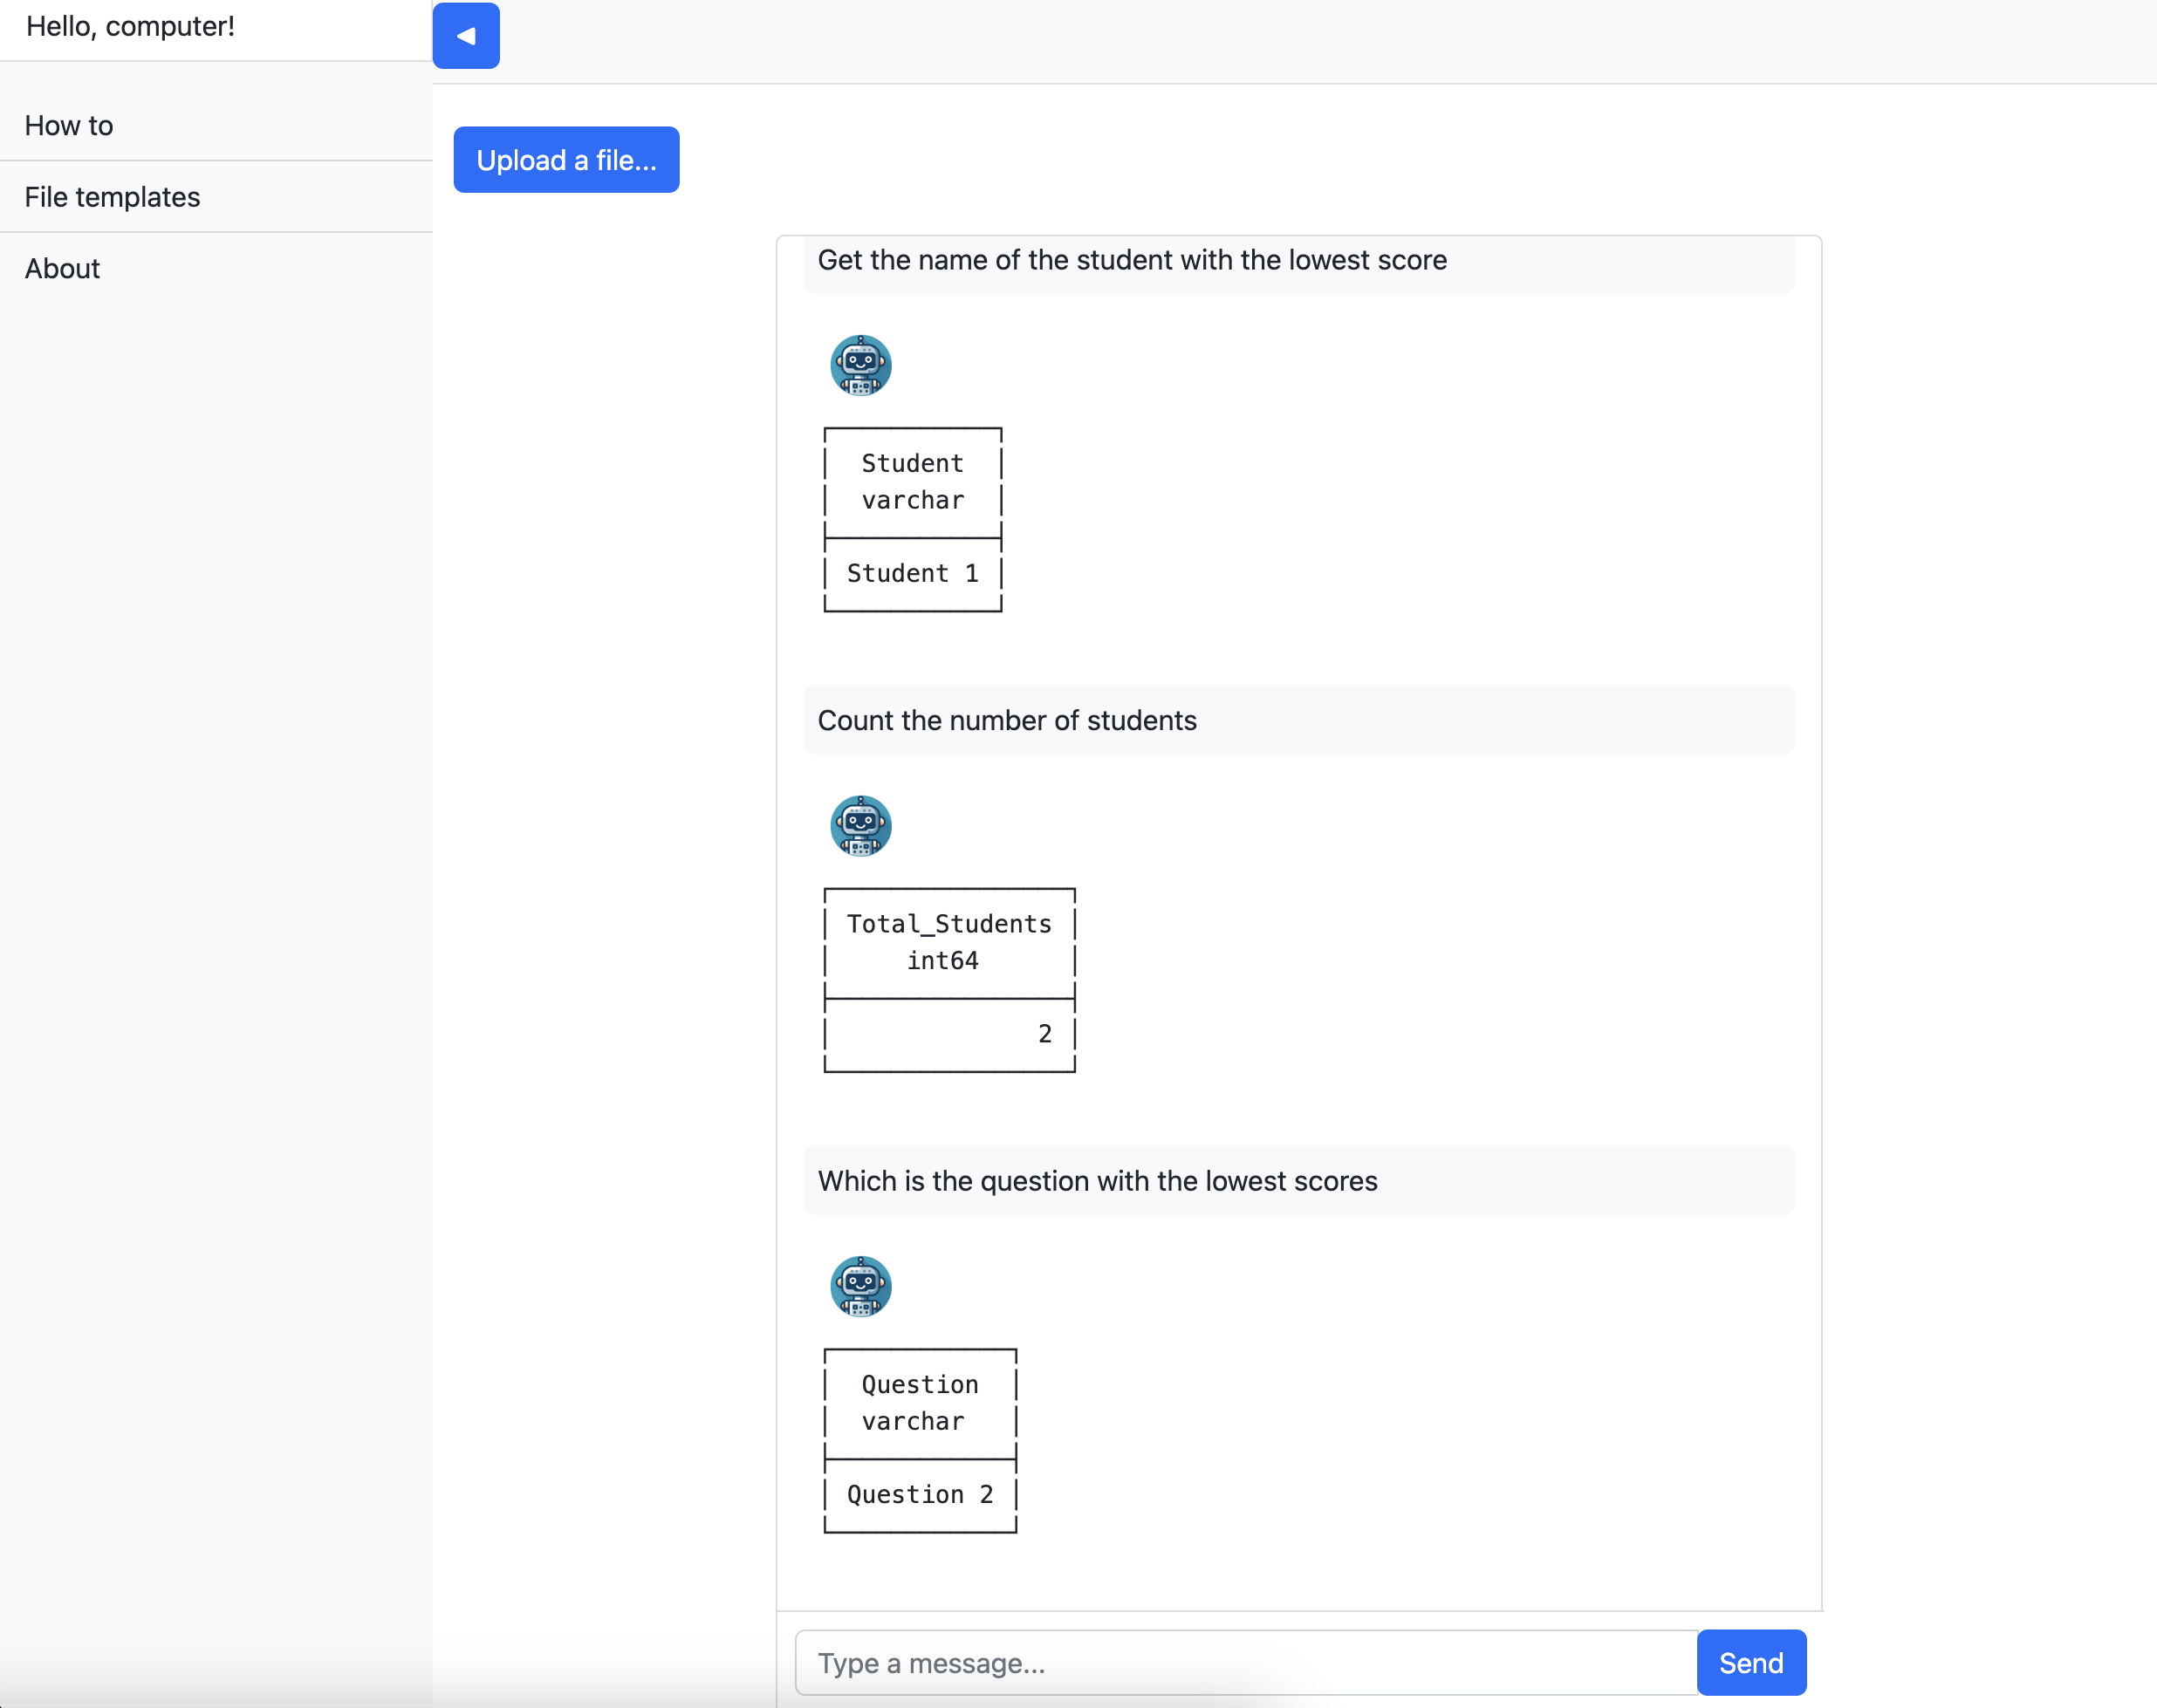 Hello, computer!
◄
How to
File templates
About
Upload a file...
Get the name of the student with the lowest score
Student
varchar
Student 1
Count the number of students
Total_Students
int64
2
Which is the question with the lowest scores
Question
varchar
Question 2
Type a message...
Send